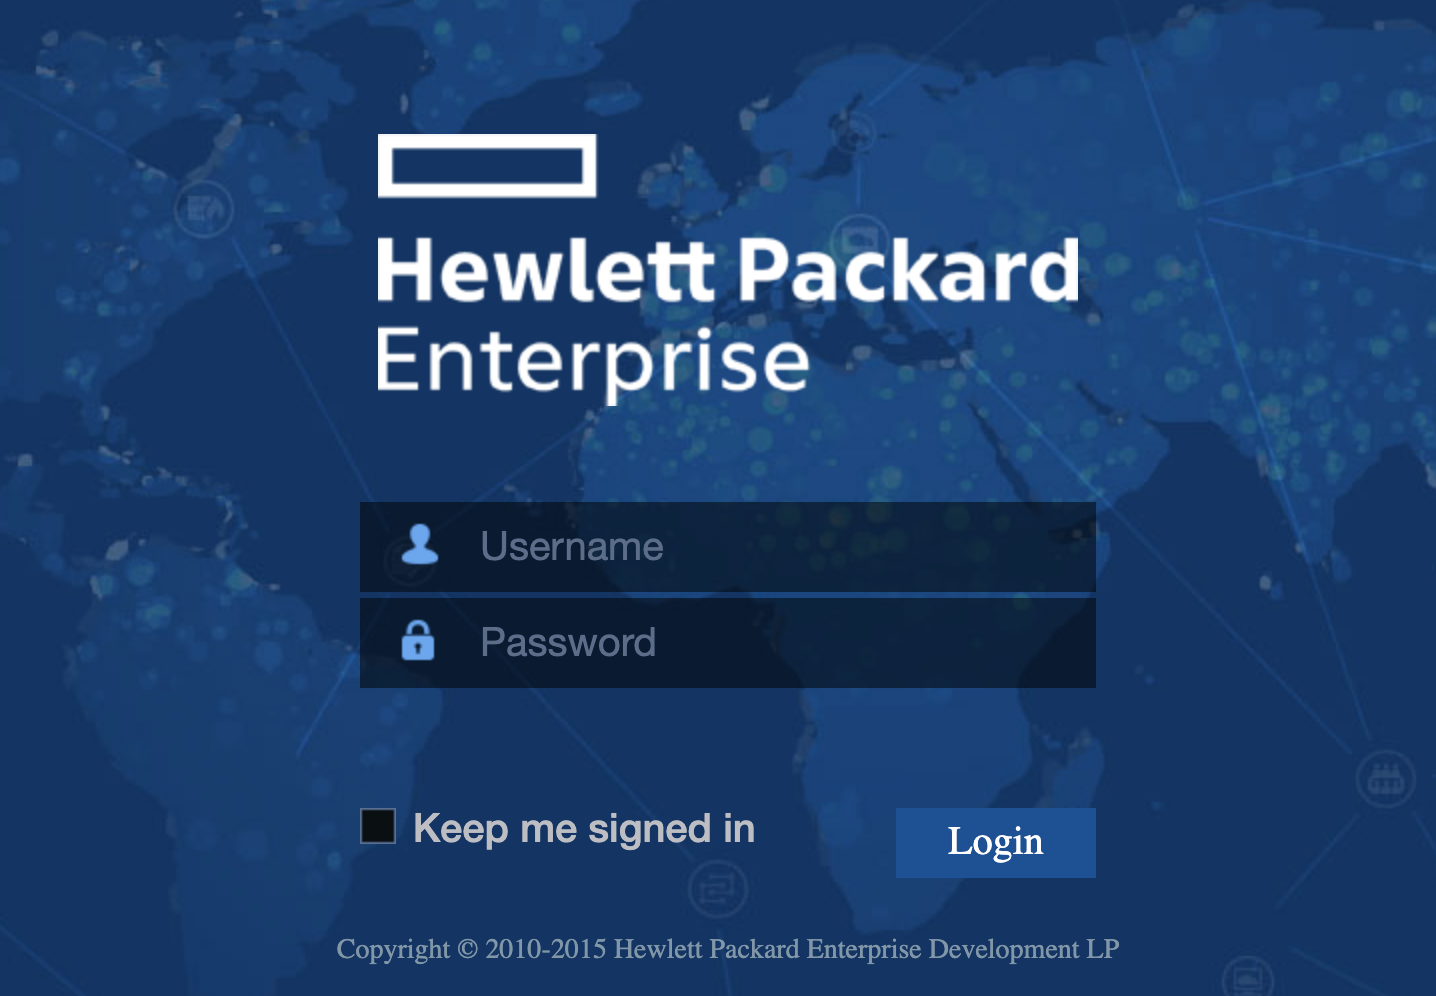 Hewlett Packard
Enterprise
Username
Password
Keep me signed in
Login
Copyright © 2010-2015 Hewlett Packard Enterprise Development LP